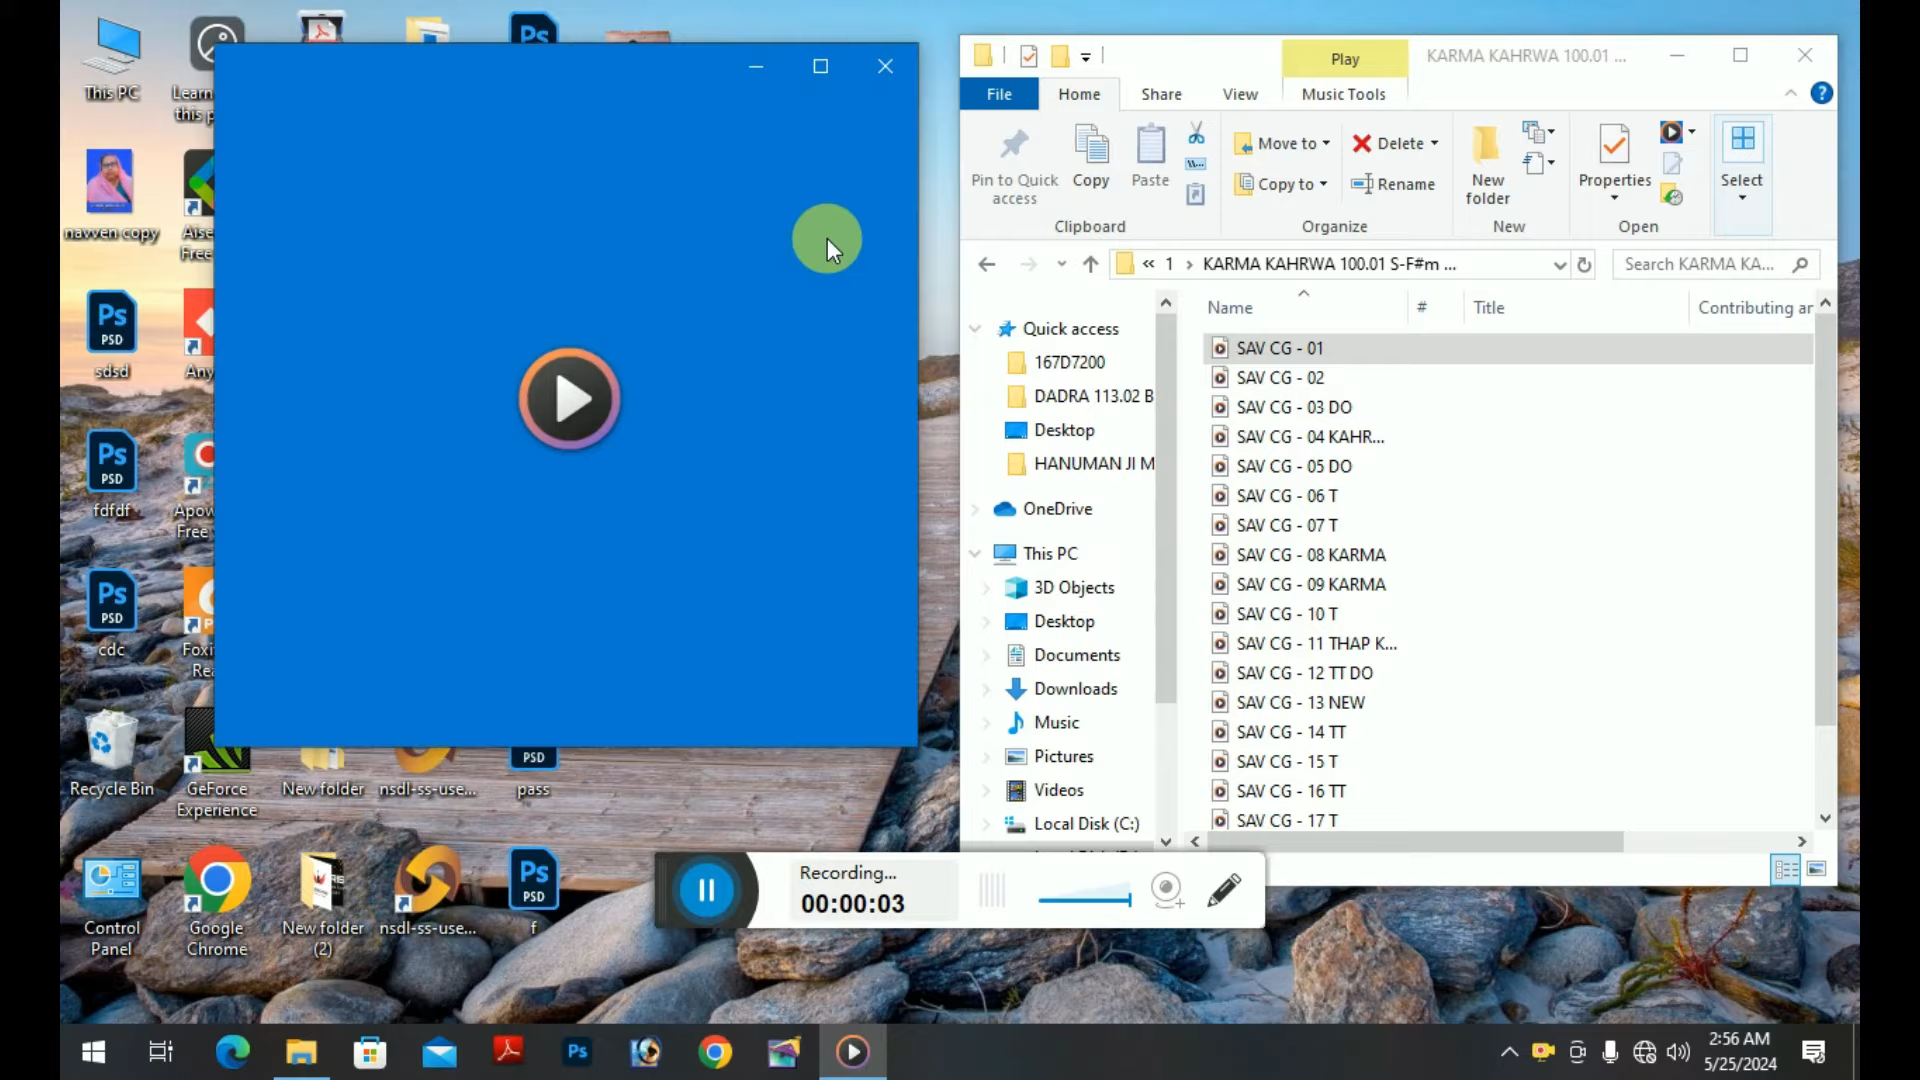 This PC
Learn
this p
Ps
navven copy
Aise
Free
Ps
PSD
sdsd
Any
Ps
PSD
fdfdf
Apow
Free
Ps
PSD
cdc
Foxi
Rea
Recycle Bin
GeForce
Experience
New folder
nsdl-ss-use...
PSD
pass
Control
Panel
Google
Chrome
New folder
(2)
nsdl-ss-use...
Ps
PSD
f
Play
KARMA KAHRWA 100.01 ...
File
Home
Share
View
Music Tools
Pin to Quick
access
Copy
Paste
Move to
Copy to
Delete
Rename
New
folder
Properties
Select
Clipboard
Organize
New
Open
« 1 › KARMA KAHRWA 100.01 S-F#m ...
Search KARMA KA...
Name
#
Title
Contributing ar
Quick access
167D7200
DADRA 113.02 B
Desktop
HANUMAN JI M
OneDrive
This PC
3D Objects
Desktop
Documents
Downloads
Music
Pictures
Videos
Local Disk (C:)
SAV CG - 01
SAV CG - 02
SAV CG - 03 DO
SAV CG - 04 KAHR...
SAV CG - 05 DO
SAV CG - 06 T
SAV CG - 07 T
SAV CG - 08 KARMA
SAV CG - 09 KARMA
SAV CG - 10 T
SAV CG - 11 THAP K...
SAV CG - 12 TT DO
SAV CG - 13 NEW
SAV CG - 14 TT
SAV CG - 15 T
SAV CG - 16 TT
SAV CG - 17 T
Recording...
00:00:03
Ps
2:56 AM
5/25/2024